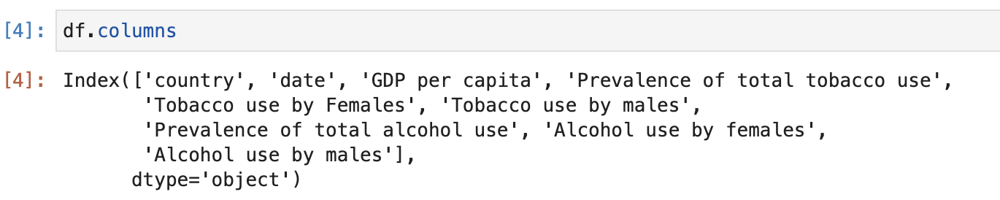 [4]: df.columns
[4]: Index(['country', 'date', 'GDP per capita', 'Prevalence of total tobacco use',
'Tobacco use by Females', 'Tobacco use by males',
'Prevalence of total alcohol use', 'Alcohol use by females',
'Alcohol use by males'],
dtype='object')